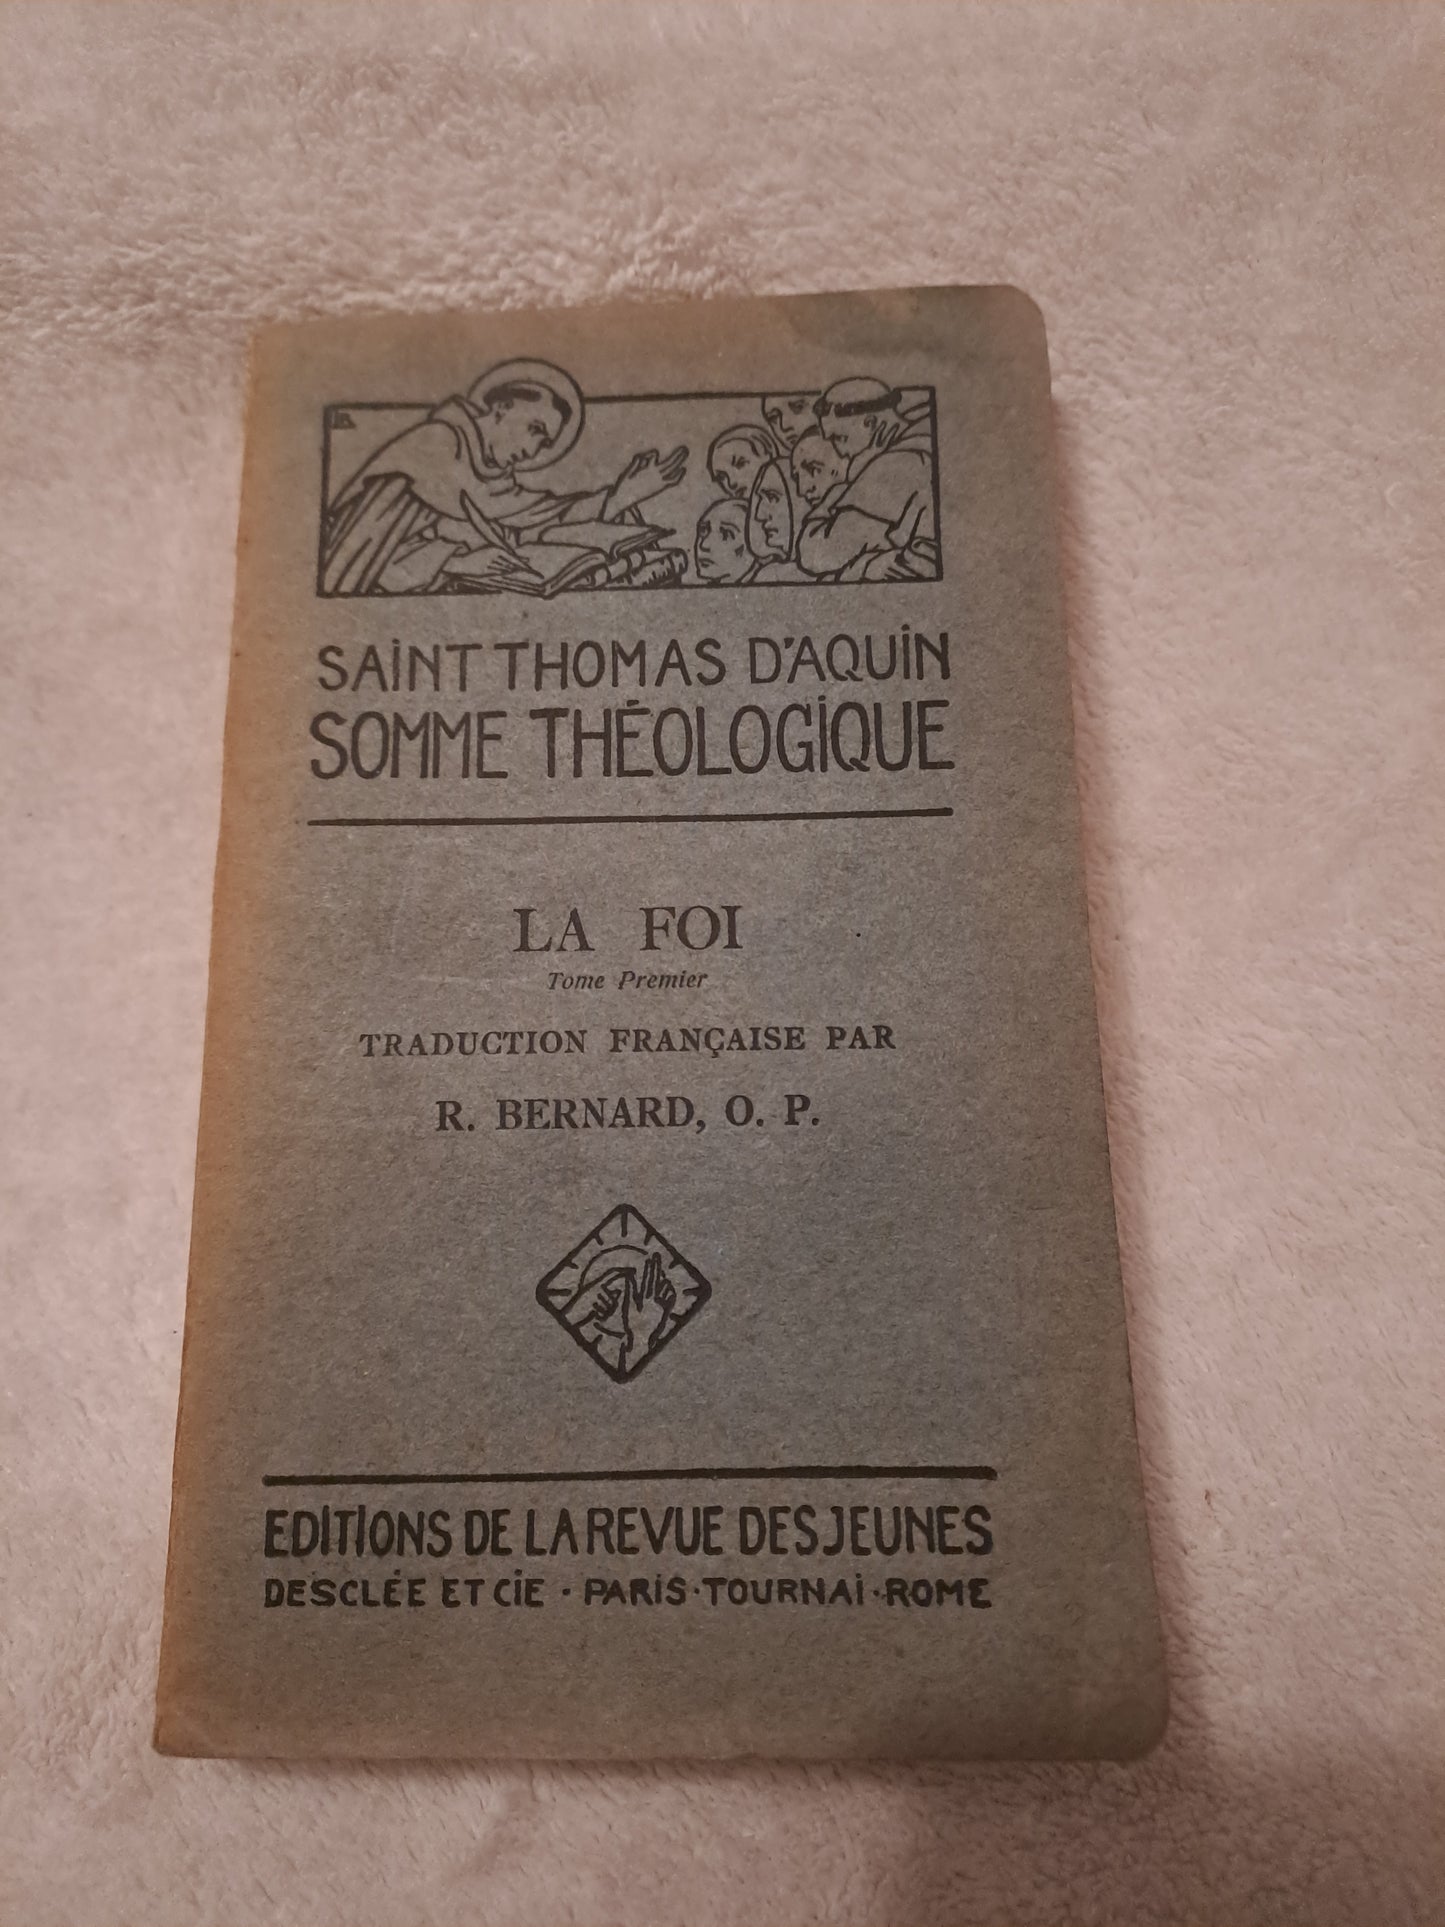 SAINT THOMAS D'AQUIN
SOMME THÉOLOGIQUE
LA FOI
Tome Premier
TRADUCTION FRANÇAISE PAR
R. BERNARD, O. P.
EDITIONS DE LA REVUE DES JEUNES
DESCLÉE ET CIE · PARIS · TOURNAI · ROME